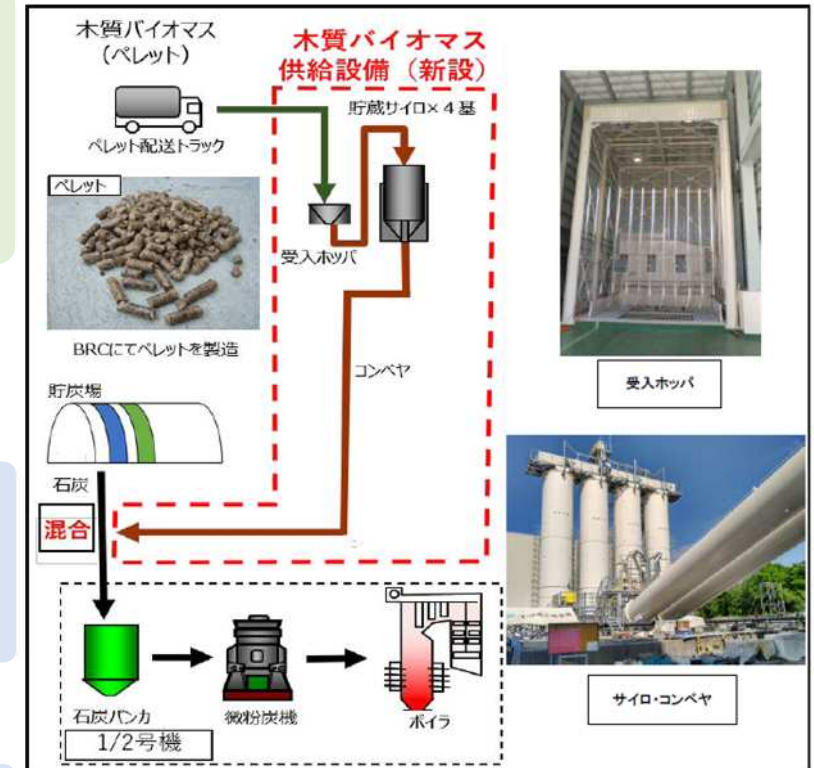 木質バイオマス
（ペレット）
木質バイオマス
供給設備（新設）
貯蔵サイロ×４基
ペレット配送トラック
ペレット
受入ホッパ
BRCにてペレットを製造
コンベヤ
受入ホッパ
貯炭場
石炭
混合
石炭バンカ
微粉炭機
ボイラ
1/2号機
サイロ・コンベヤ